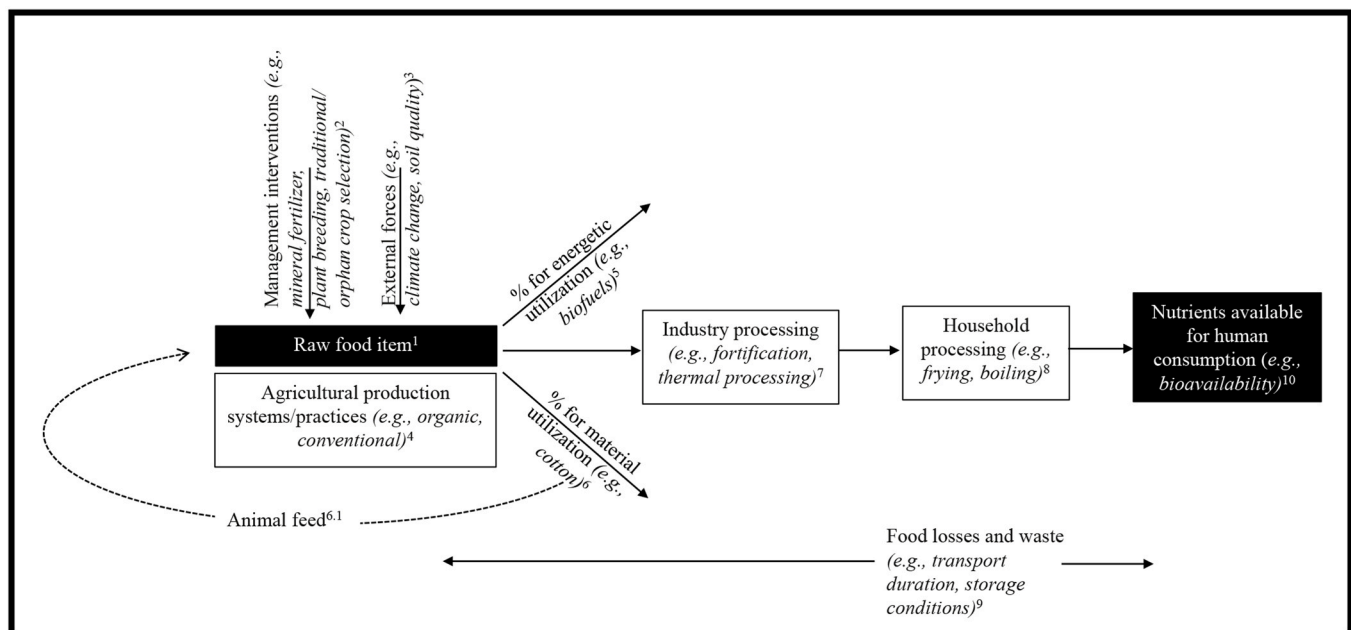 Management interventions (e.g.,
mineral fertilizer,
plant breeding, traditional/
orphan crop selection)²
External forces (e.g.,
climate change, soil quality)³
% for energetic
utilization (e.g.,
biofuels)⁵
Raw food item¹
Agricultural production
systems/practices (e.g., organic,
conventional)⁴
% for material
utilization (e.g.,
cotton)⁶
Animal feed⁶·¹
Industry processing
(e.g., fortification,
thermal processing)⁷
Household
processing (e.g.,
frying, boiling)⁸
Nutrients available
for human
consumption (e.g.,
bioavailability)¹⁰
Food losses and waste
(e.g., transport
duration, storage
conditions)⁹